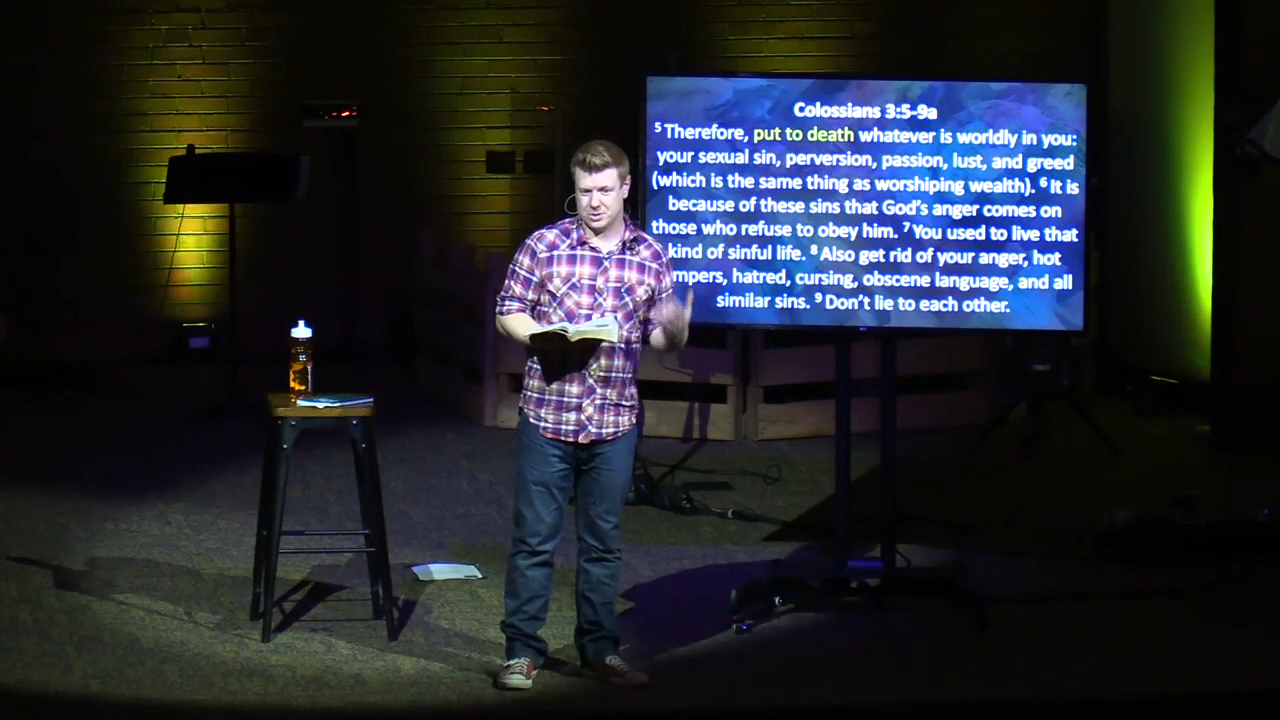 Colossians 3:5-9a
⁵ Therefore, put to death whatever is worldly in you:
your sexual sin, perversion, passion, lust, and greed
(which is the same thing as worshiping wealth). ⁶ It is
because of these sins that God's anger comes on
those who refuse to obey him. ⁷ You used to live that
kind of sinful life. ⁸ Also get rid of your anger, hot
mpers, hatred, cursing, obscene language, and all
similar sins. ⁹ Don't lie to each other.